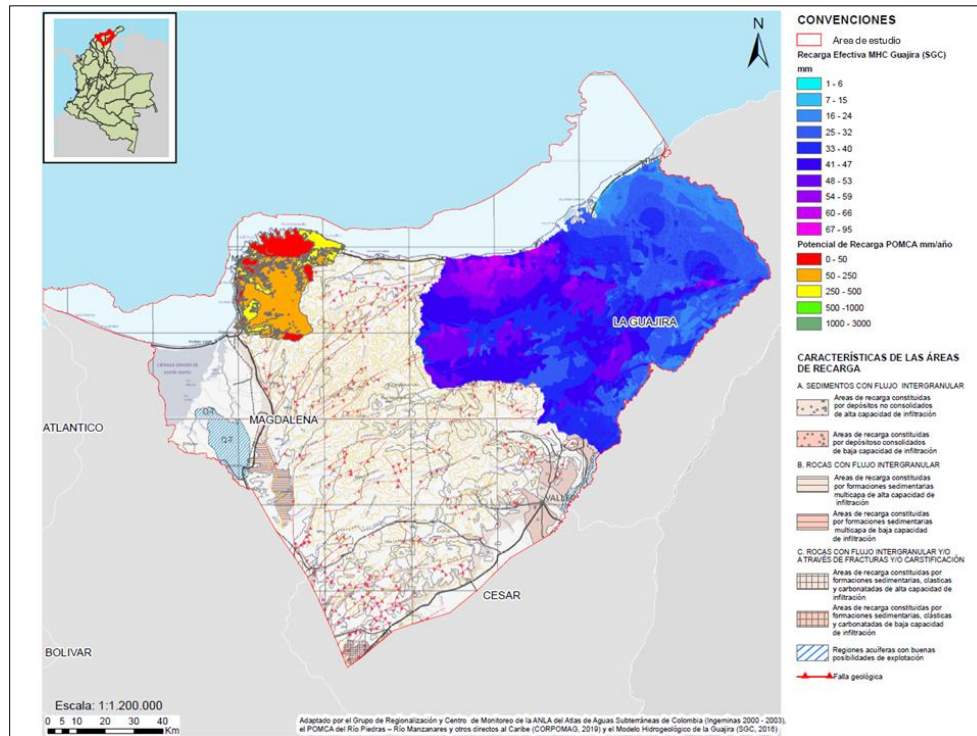 N
CONVENCIONES
Area de estudio
Recarga Efectiva MHC Guajira (SGC)
mm
1 - 6
7 - 15
16 - 24
25 - 32
33 - 40
41 - 47
48 - 53
54 - 59
60 - 66
67 - 95
Potencial de Recarga POMCA mm/año
0 - 50
50 - 250
250 - 500
500 -1000
1000 - 3000
CARACTERÍSTICAS DE LAS ÁREAS
DE RECARGA
A. SEDIMENTOS CON FLUJO INTERGANULAR
Areas de recarga constituidas
por depósitos no consolidados
de alta capacidad de infiltración
Areas de recarga constituidas
por depósitoso consolidados
de baja capacidad de infiltración
B. ROCAS CON FLUJO INTERGRANULAR
Areas de recarga constituidas
por formaciones sedimentarias
multicapa de alta capacidad de
infiltración
Areas de recarga constituidas
por formaciones sedimentarias
multicapa de baja capacidad
de infiltración
C. ROCAS CON FLUJO INTERGRANULAR Y/O
A TRAVÉS DE FRACTURAS Y/O CARSTIFICACIÓN
Areas de recarga constituidas por
formaciones sedimentarias, clasticas
y carbonatadas de alta capacidad de
infiltración
Areas de recarga constituidas por
formaciones sedimentarias, clásticas
y carbonatadas de baja capacidad
de infiltración
Regiones acuíferas con buenas
posibilidades de explotación
Falla geológica
LA GUAJIRA
CIENAGA GRANDE DE
SANTA MARTA
MAGDALENA
ATLANTICO
Q-T
Q-T
CESAR
BOLIVAR
Escala: 1:1.200.000
0 5 10 20 30 40
Km
Adaptado por el Grupo de Regionalización y Centro de Monitoreo de la ANLA del Atlas de Aguas Subterráneas de Colombia (Ingeminas 2000 - 2003),
el POMCA del Río Piedras – Río Manzanares y otros directos al Caribe (CORPOMAG, 2019) y el Modelo Hidrogeológico de la Guajira (SGC, 2016)